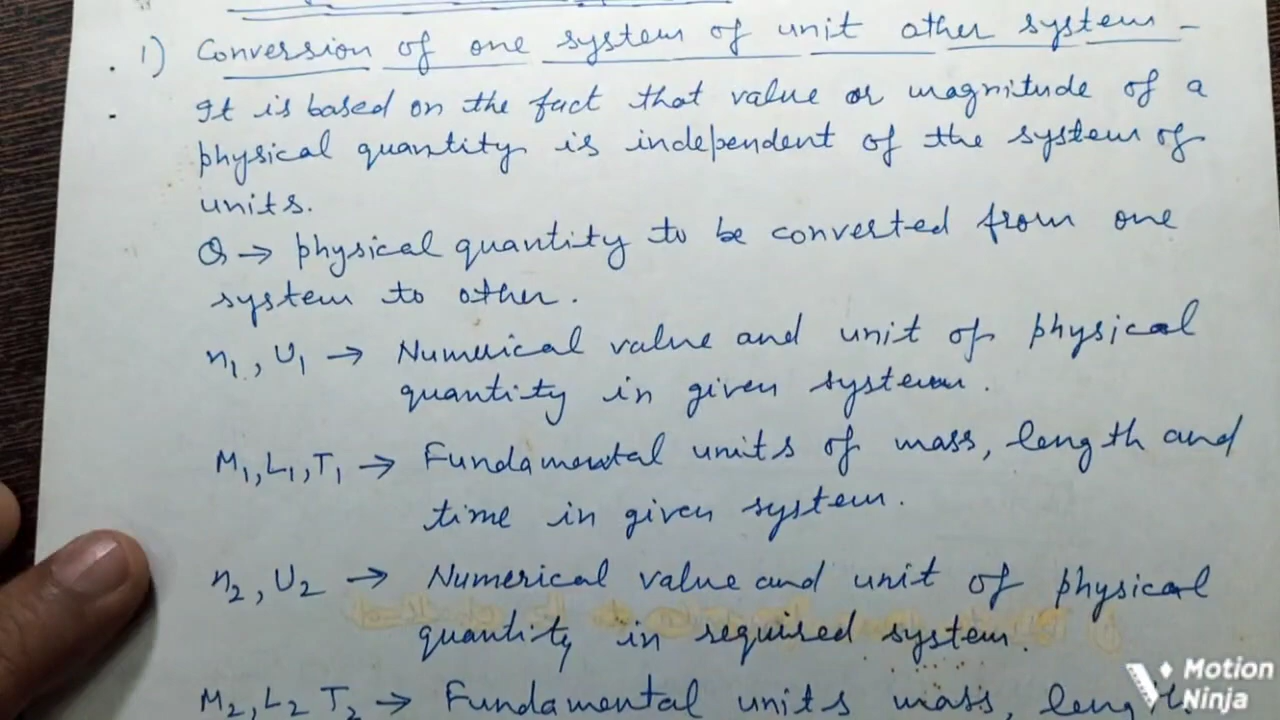 1) Conversion of one system of unit other system -
It is based on the fact that value or magnitude of a
physical quantity is independent of the system of
units.
Q → physical quantity to be converted from one
system to other.
n₁, U₁ → Numerical value and unit of physical
quantity in given system.
M₁, L₁, T₁ → Fundamental units of mass, length and
time in given system.
n₂, U₂ → Numerical value and unit of physical
quantity in required system.
M₂, L₂ T₂ → Fundamental units mass, length
Motion
Ninja